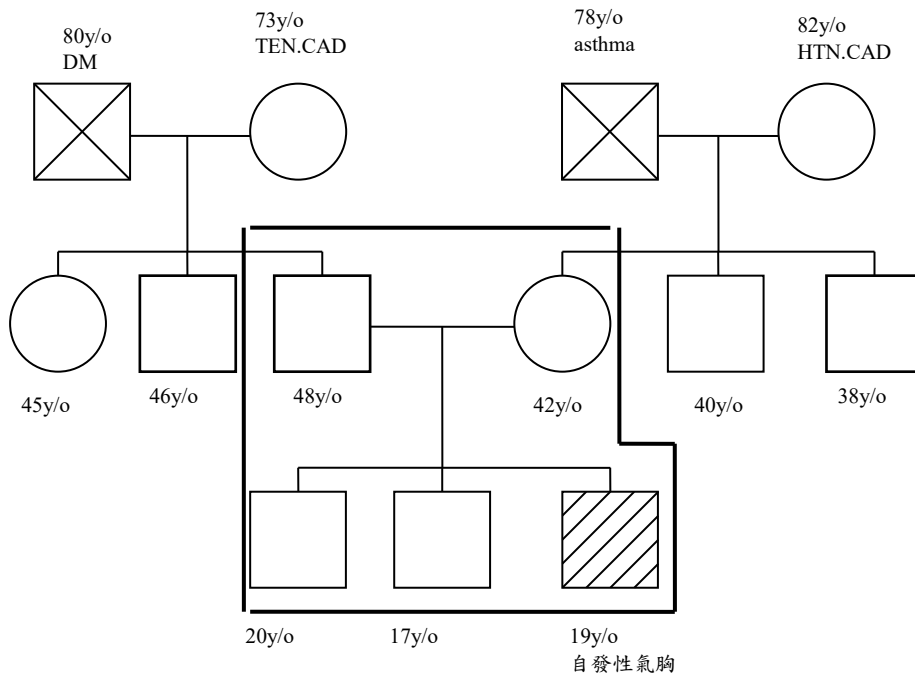 80y/o
DM
73y/o
TEN.CAD
78y/o
asthma
82y/o
HTN.CAD
45y/o
46y/o
48y/o
42y/o
40y/o
38y/o
20y/o
17y/o
19y/o
自發性氣胸